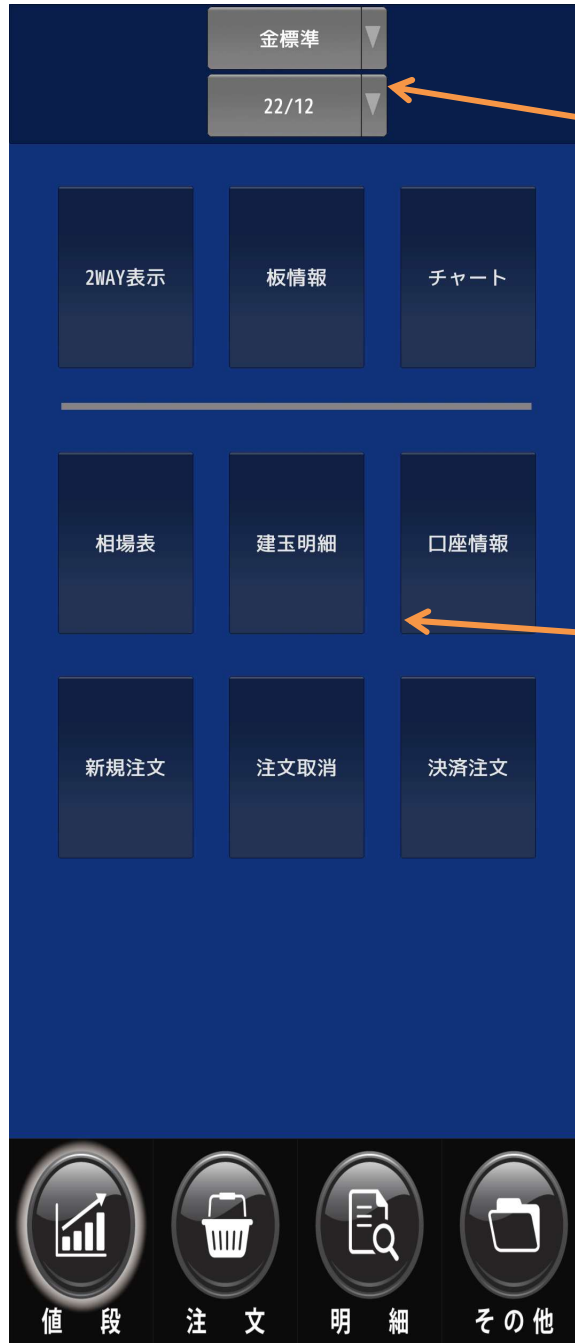 金標準
22/12
2WAY表示 板情報 チャート
相場表 建玉明細 口座情報
新規注文 注文取消 決済注文
値段 注文 明細 その他